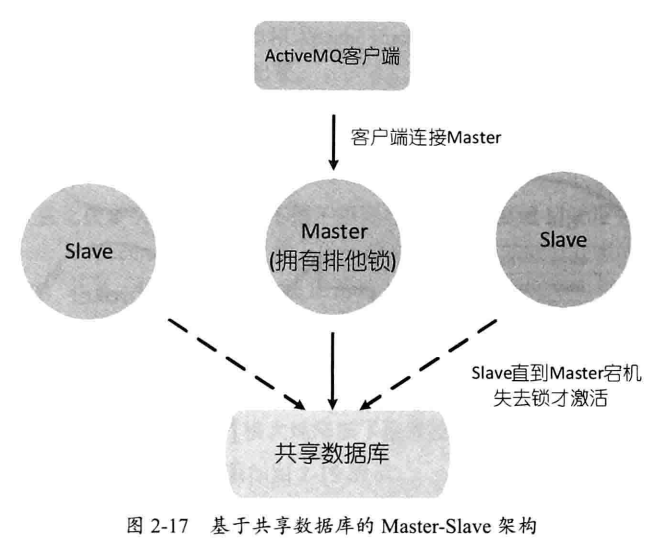 ActiveMQ客户端
客户端连接Master
Slave
Master
(拥有排他锁)
Slave
Slave直到Master宕机
失去锁才激活
共享数据库
图 2-17 基于共享数据库的 Master-Slave 架构